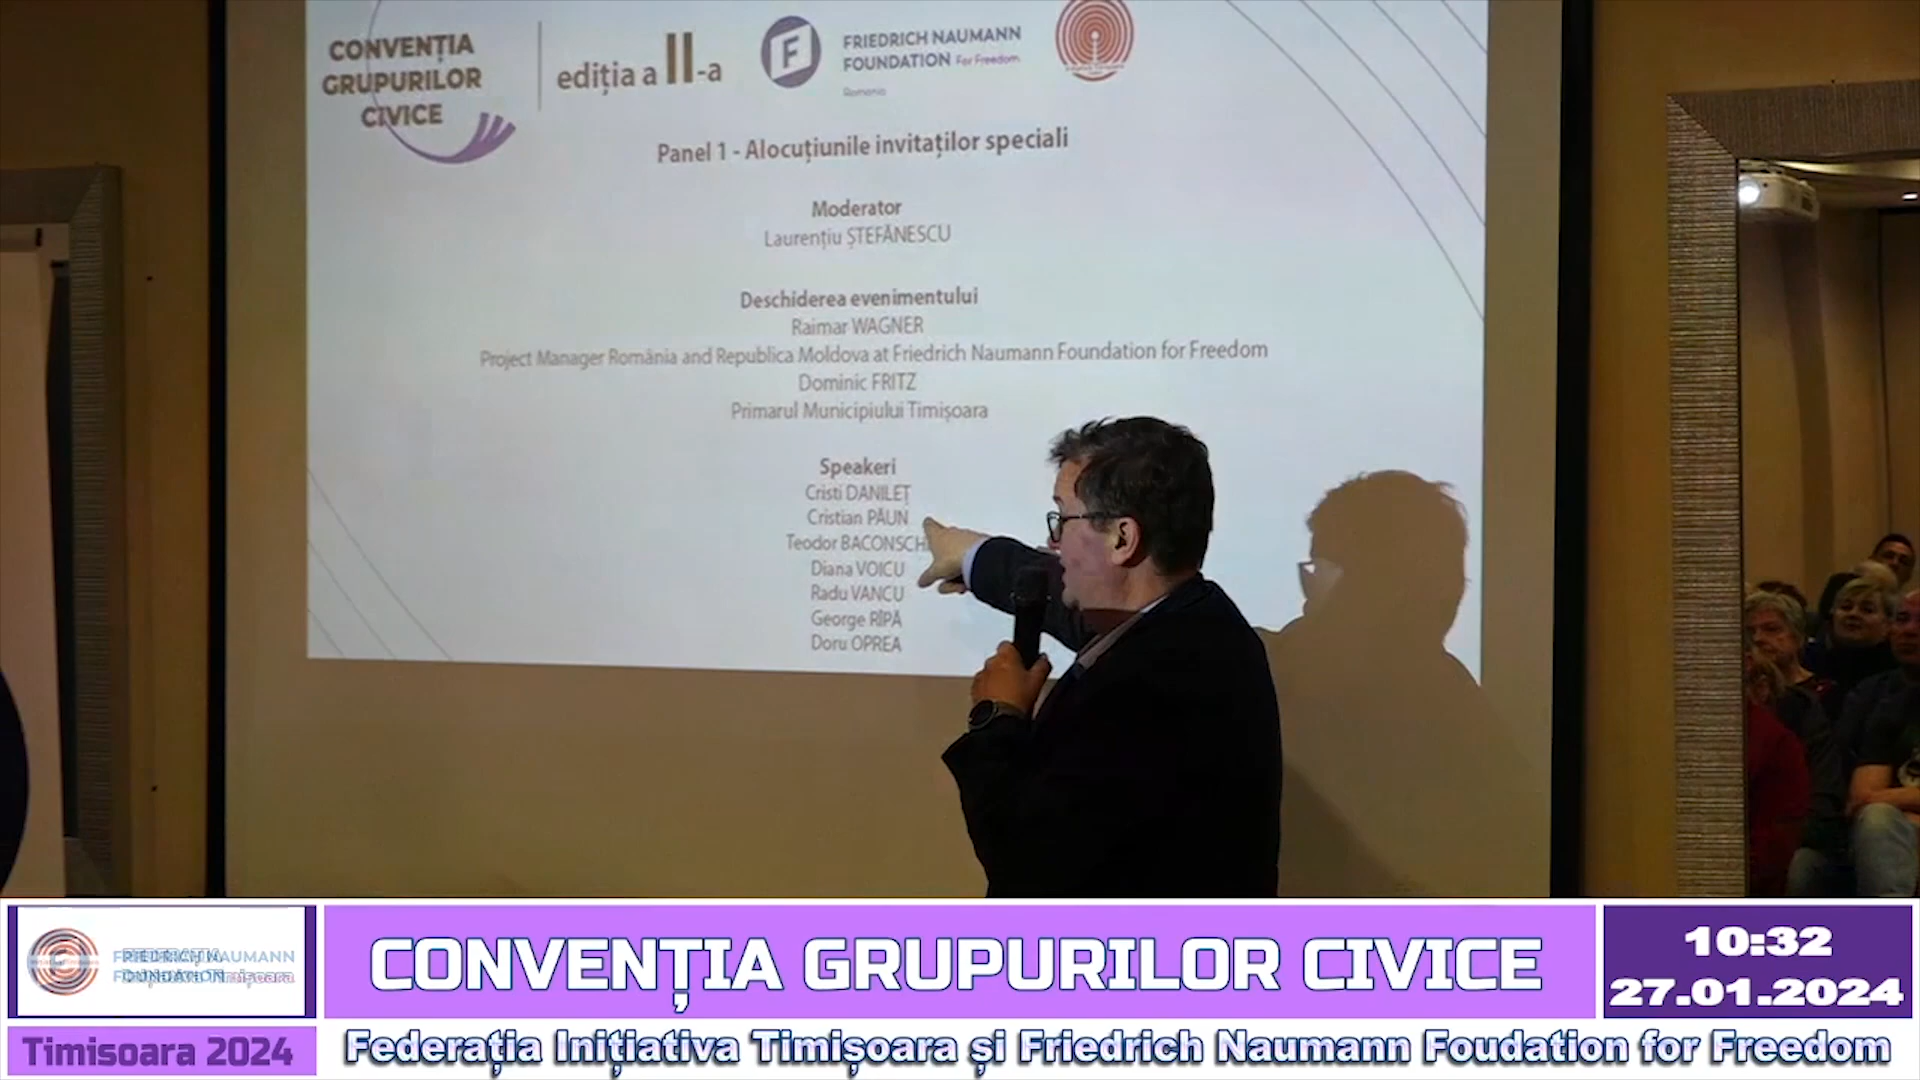 CONVENȚIA
GRUPURILOR
CIVICE
ediția a II-a
FRIEDRICH NAUMANN
FOUNDATION For Freedom
Romania
Panel 1 - Alocuțiunile invitaților speciali
Moderator
Laurențiu ȘTEFĂNESCU
Deschiderea evenimentului
Raimar WAGNER
Project Manager România and Republica Moldova at Friedrich Naumann Foundation for Freedom
Dominic FRITZ
Primarul Municipiului Timișoara
Speakeri
Cristi DANILEȚ
Cristian PĂUN
Teodor BACONSCH
Diana VOICU
Radu VANCU
George RÎPĂ
Doru OPREA
CONVENȚIA GRUPURILOR CIVICE
10:32
27.01.2024
Timisoara 2024
Federația Inițiativa Timișoara și Friedrich Naumann Foudation for Freedom